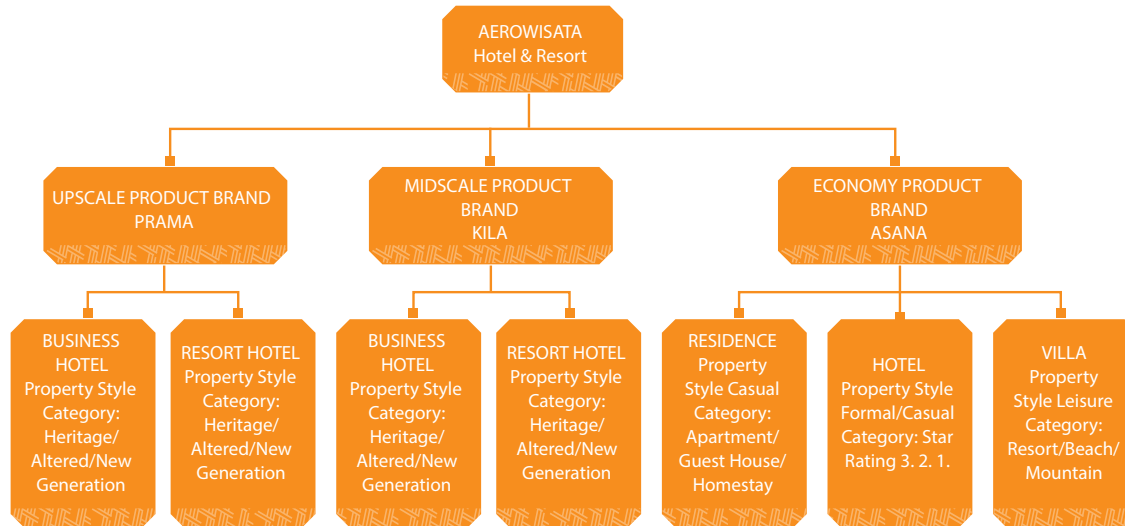 AEROWISATA
Hotel & Resort
UPSCALE PRODUCT BRAND
PRAMA
MIDSCALE PRODUCT
BRAND
KILA
ECONOMY PRODUCT
BRAND
ASANA
BUSINESS
HOTEL
Property Style
Category:
Heritage/
Altered/New
Generation
RESORT HOTEL
Property Style
Category:
Heritage/
Altered/New
Generation
BUSINESS
HOTEL
Property Style
Category:
Heritage/
Altered/New
Generation
RESORT HOTEL
Property Style
Category:
Heritage/
Altered/New
Generation
RESIDENCE
Property
Style Casual
Category:
Apartment/
Guest House/
Homestay
HOTEL
Property Style
Formal/Casual
Category: Star
Rating 3. 2. 1.
VILLA
Property
Style Leisure
Category:
Resort/Beach/
Mountain